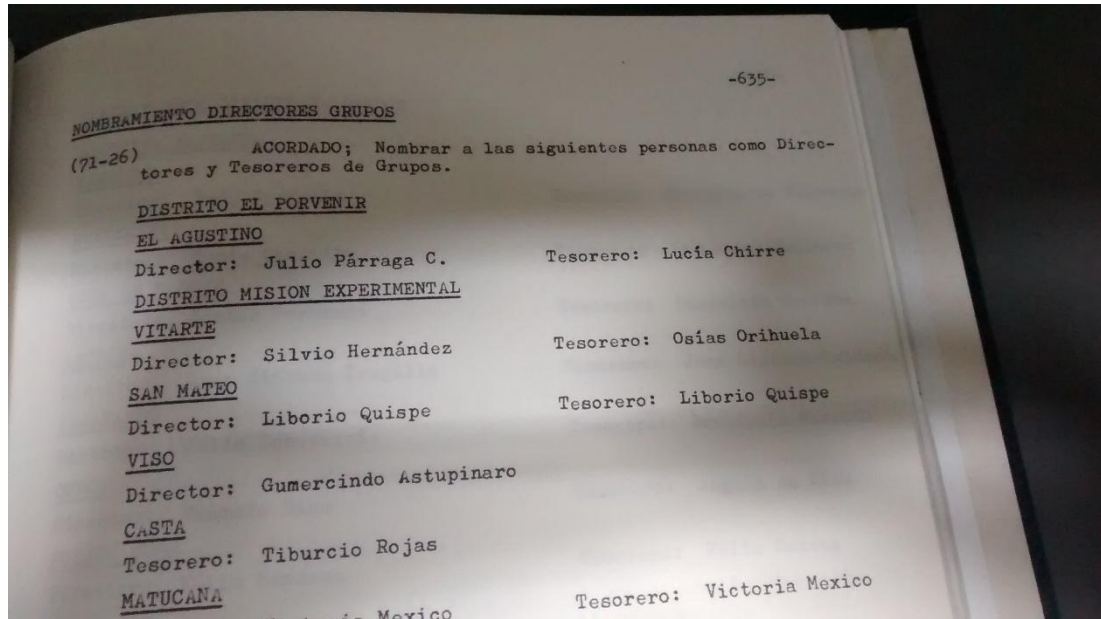 -635-
NOMBRAMIENTO DIRECTORES GRUPOS
(71-26) ACORDADO; Nombrar a las siguientes personas como Direc-
tores y Tesoreros de Grupos.
DISTRITO EL PORVENIR
EL AGUSTINO
Director: Julio Párraga C. Tesorero: Lucía Chirre
DISTRITO MISION EXPERIMENTAL
VITARTE
Director: Silvio Hernández Tesorero: Osías Orihuela
SAN MATEO
Director: Liborio Quispe Tesorero: Liborio Quispe
VISO
Director: Gumercindo Astupinaro
CASTA
Tesorero: Tiburcio Rojas
MATUCANA
Mexico Tesorero: Victoria Mexico